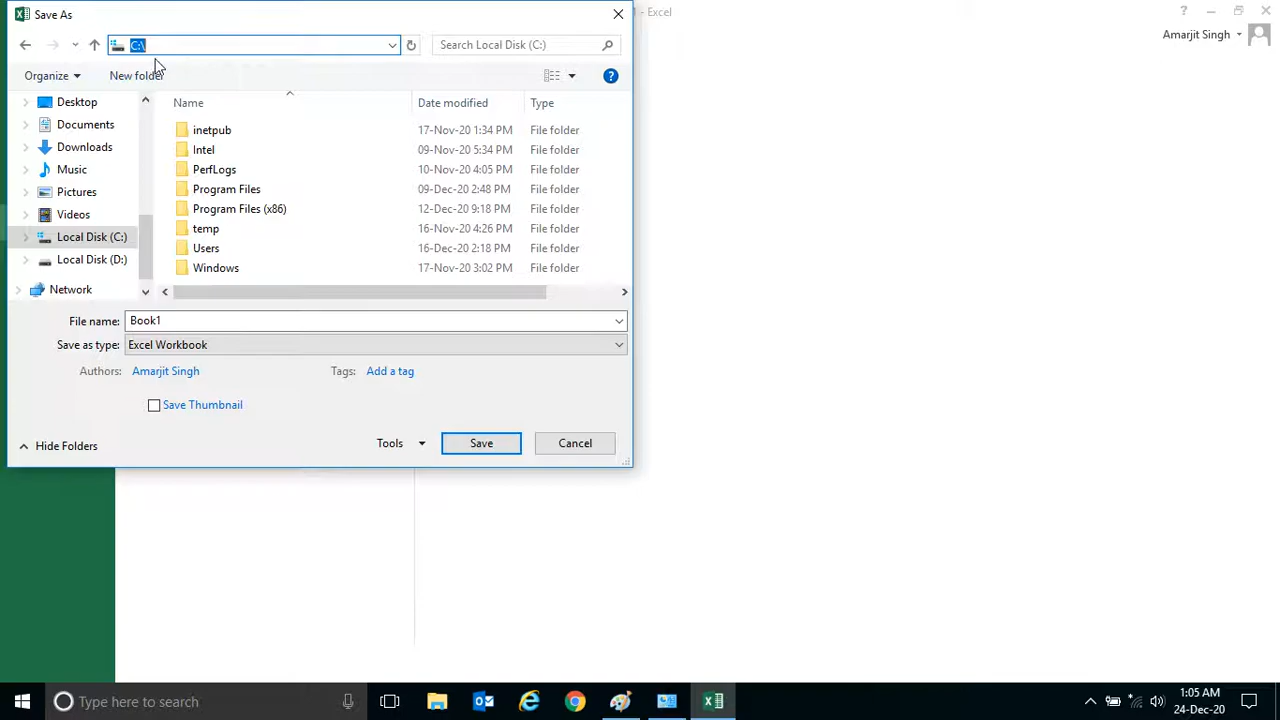 Save As
- Excel
Amarjit Singh
C:\
Search Local Disk (C:)
Organize
New folder
Name
Date modified
Type
Desktop
Documents
Downloads
Music
Pictures
Videos
Local Disk (C:)
Local Disk (D:)
Network
inetpub 17-Nov-20 1:34 PM File folder
Intel 09-Nov-20 5:34 PM File folder
PerfLogs 10-Nov-20 4:05 PM File folder
Program Files 09-Dec-20 2:48 PM File folder
Program Files (x86) 12-Dec-20 9:18 PM File folder
temp 16-Nov-20 4:26 PM File folder
Users 16-Dec-20 2:18 PM File folder
Windows 17-Nov-20 3:02 PM File folder
File name: Book1
Save as type: Excel Workbook
Authors: Amarjit Singh
Tags: Add a tag
Save Thumbnail
Hide Folders
Tools
Save
Cancel
Type here to search
1:05 AM
24-Dec-20